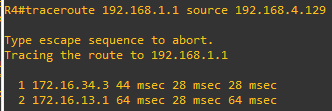 R4#traceroute 192.168.1.1 source 192.168.4.129
Type escape sequence to abort.
Tracing the route to 192.168.1.1
1 172.16.34.3 44 msec 28 msec 28 msec
2 172.16.13.1 64 msec 28 msec 64 msec